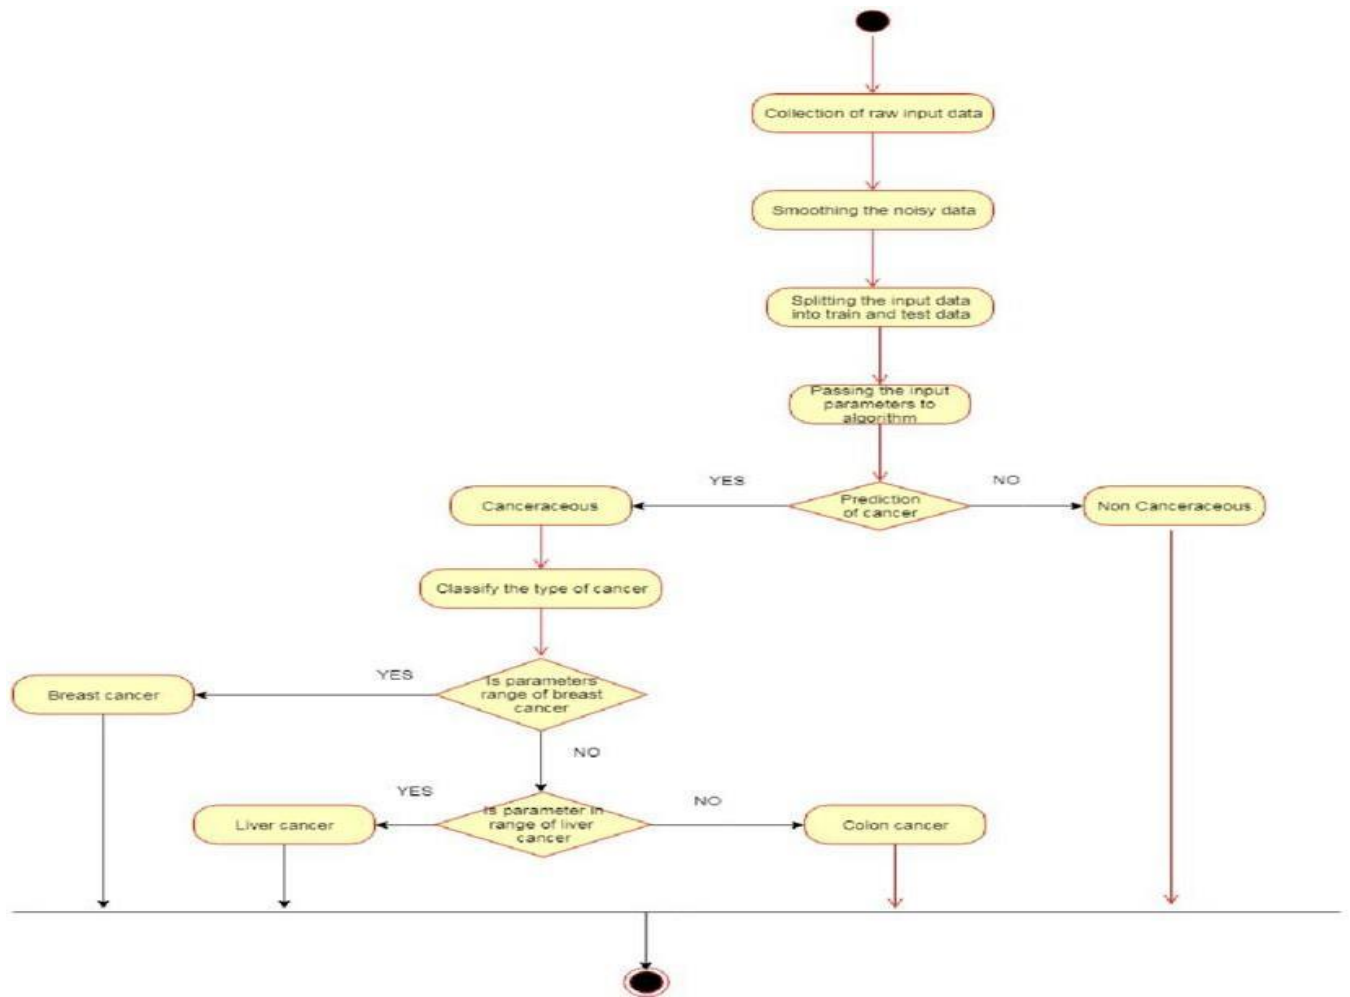 Collection of raw input data
Smoothing the noisy data
Splitting the input data
into train and test data
Passing the input
parameters to
algorithm
YES
NO
Canceraceous
Prediction
of cancer
Non Canceraceous
Classify the type of cancer
YES
Breast cancer
Is parameters
range of breast
cancer
NO
YES
NO
Liver cancer
Is parameter in
range of liver
cancer
Colon cancer